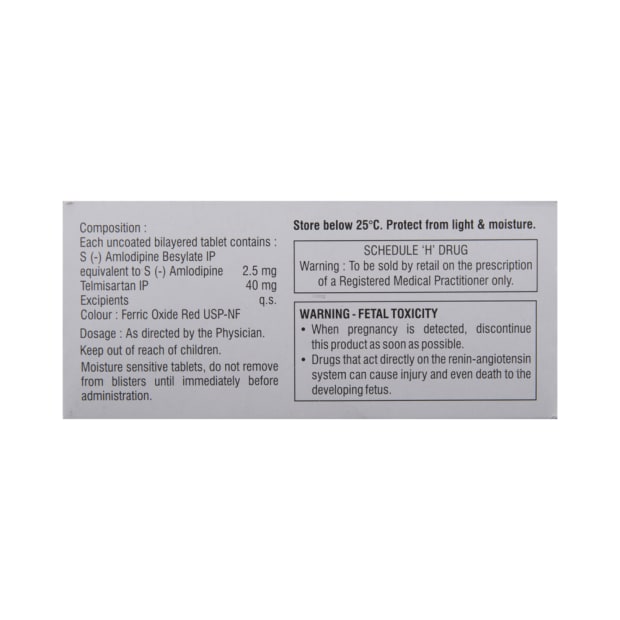 Composition :
Each uncoated bilayered tablet contains :
S (-) Amlodipine Besylate IP
equivalent to S (-) Amlodipine 2.5 mg
Telmisartan IP 40 mg
Excipients q.s.
Colour : Ferric Oxide Red USP-NF
Dosage : As directed by the Physician.
Keep out of reach of children.
Moisture sensitive tablets, do not remove
from blisters until immediately before
administration.
Store below 25°C. Protect from light & moisture.
SCHEDULE 'H' DRUG
Warning : To be sold by retail on the prescription
of a Registered Medical Practitioner only.
WARNING - FETAL TOXICITY
• When pregnancy is detected, discontinue
this product as soon as possible.
• Drugs that act directly on the renin-angiotensin
system can cause injury and even death to the
developing fetus.